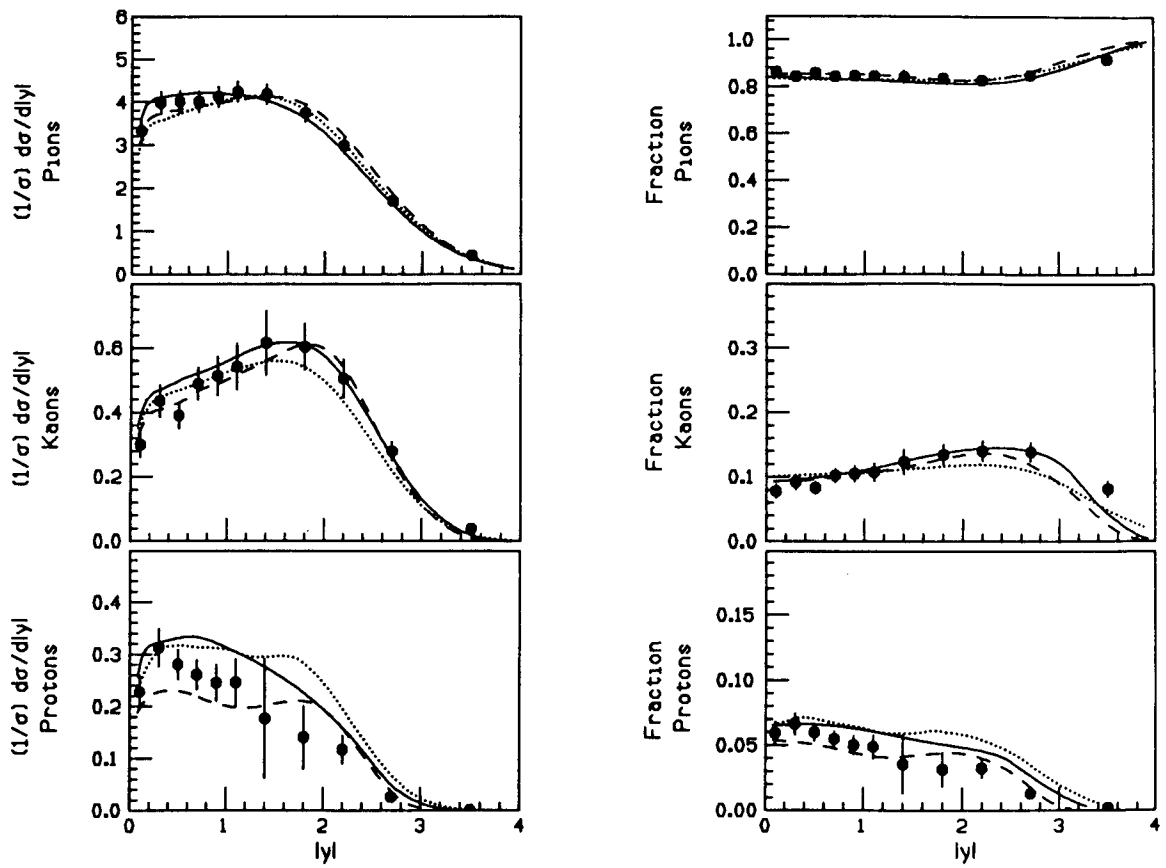 (1/σ) dσ/d|y|
Pions
6
5
4
3
2
1
0
Fraction
Pions
1.0
0.8
0.6
0.4
0.2
0.0
(1/σ) dσ/d|y|
Kaons
0.6
0.4
0.2
0.0
Fraction
Kaons
0.3
0.2
0.1
0.0
(1/σ) dσ/d|y|
Protons
0.4
0.3
0.2
0.1
0.0
0 1 2 3 4
|y|
Fraction
Protons
0.15
0.10
0.05
0.00
0 1 2 3 4
|y|